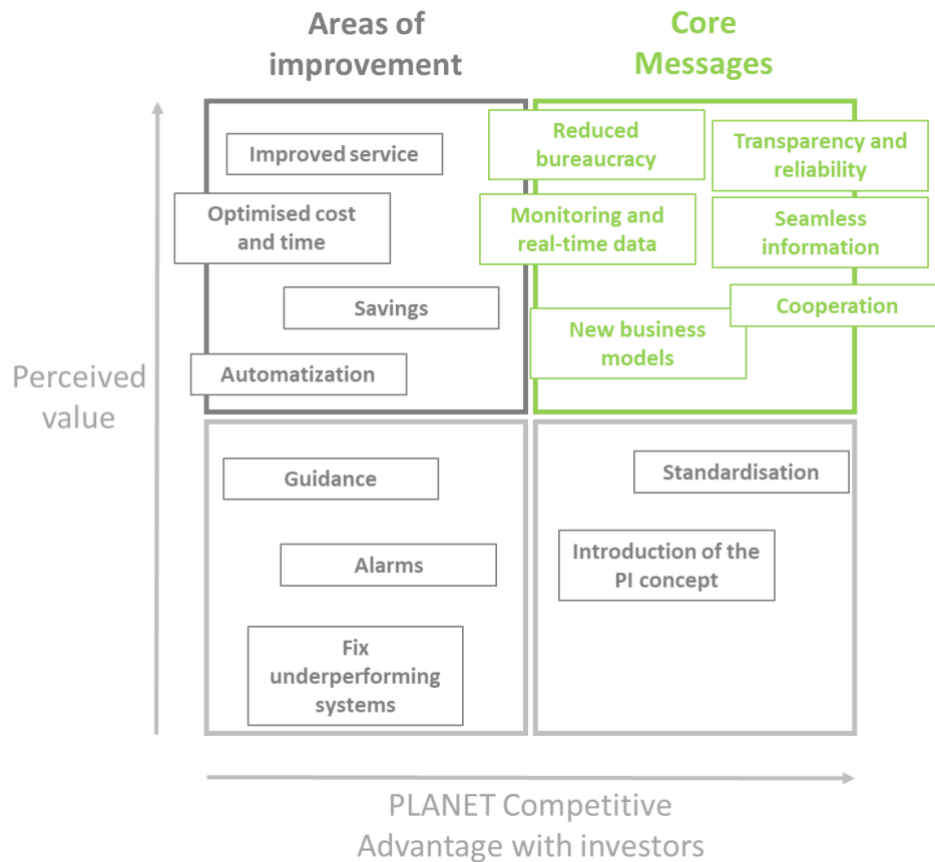 Areas of
improvement
Core
Messages
Improved service
Reduced
bureaucracy
Transparency and
reliability
Optimised cost
and time
Monitoring and
real-time data
Seamless
information
Savings
Cooperation
New business
models
Automatization
Perceived
value
Guidance
Standardisation
Alarms
Introduction of the
PI concept
Fix
underperforming
systems
PLANET Competitive
Advantage with investors